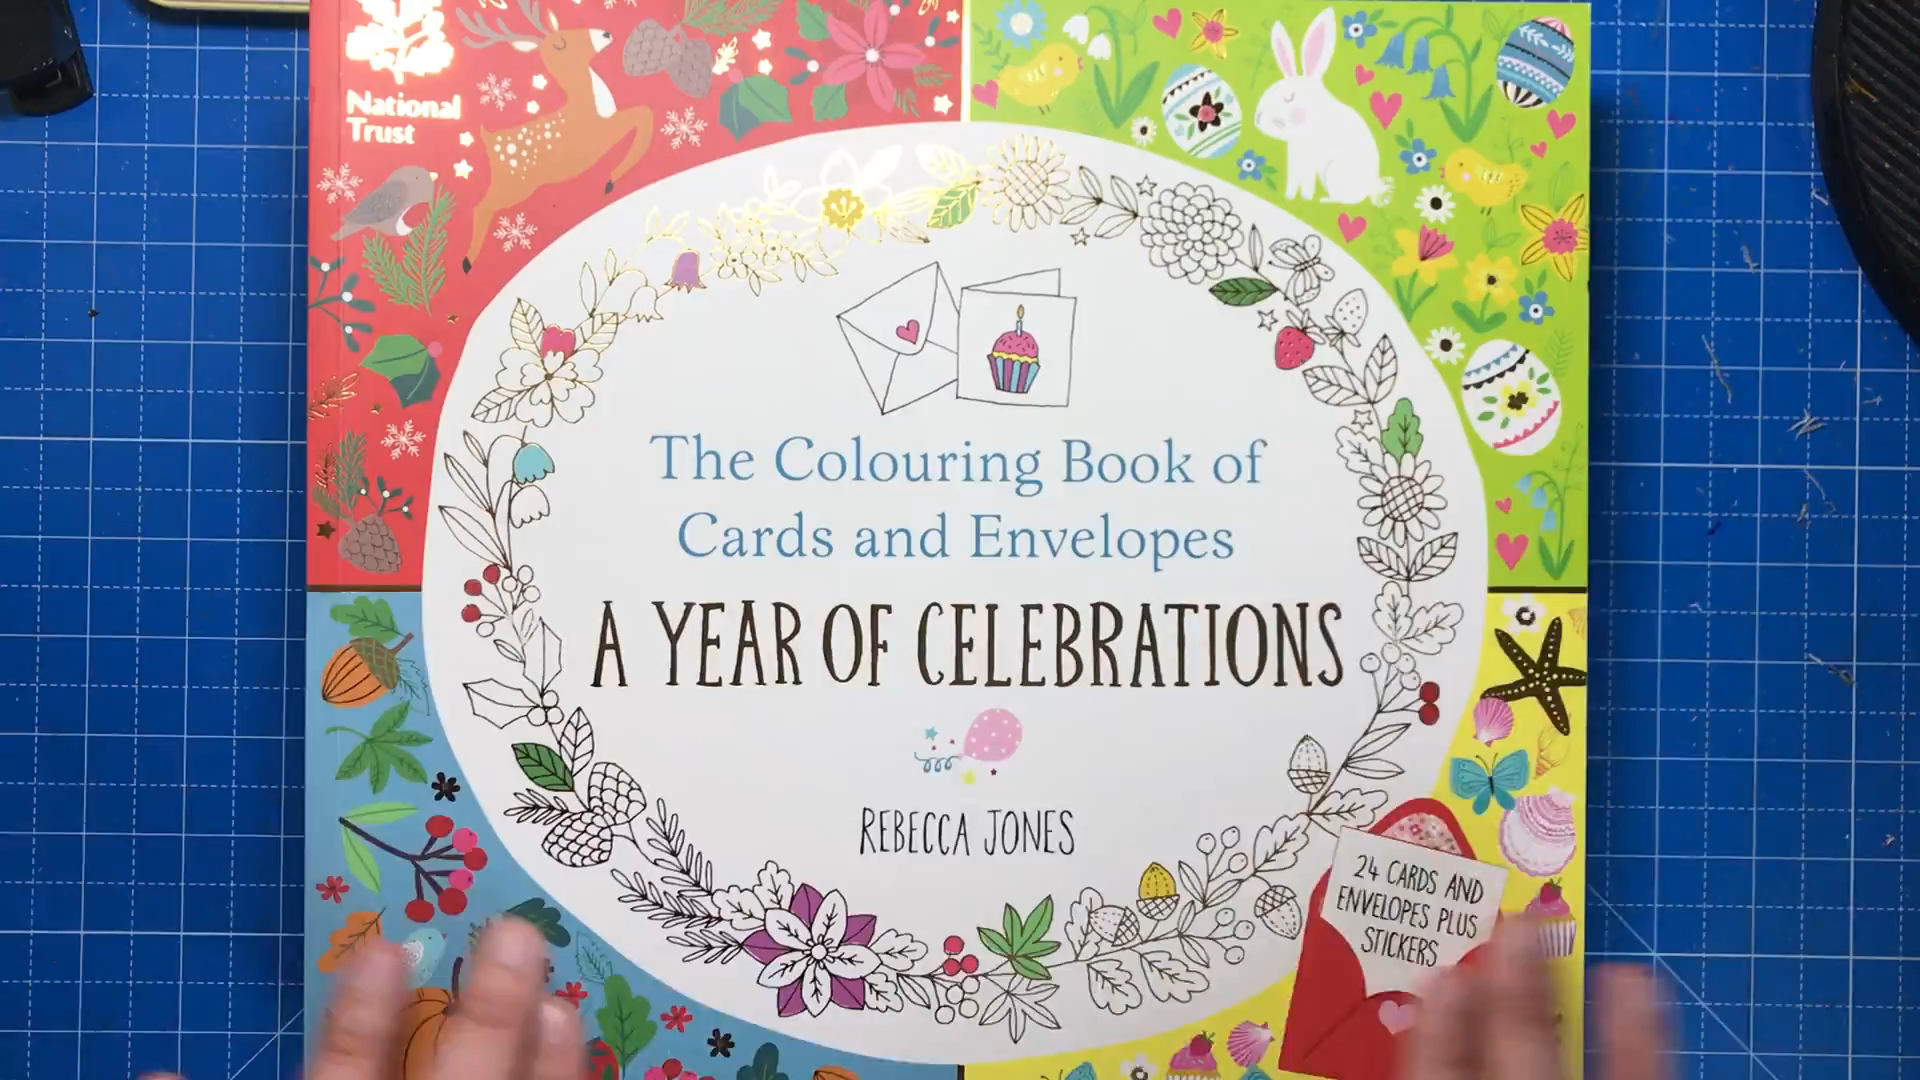 National
Trust
The Colouring Book of
Cards and Envelopes
A YEAR OF CELEBRATIONS
REBECCA JONES
24 CARDS AND
ENVELOPES PLUS
STICKERS